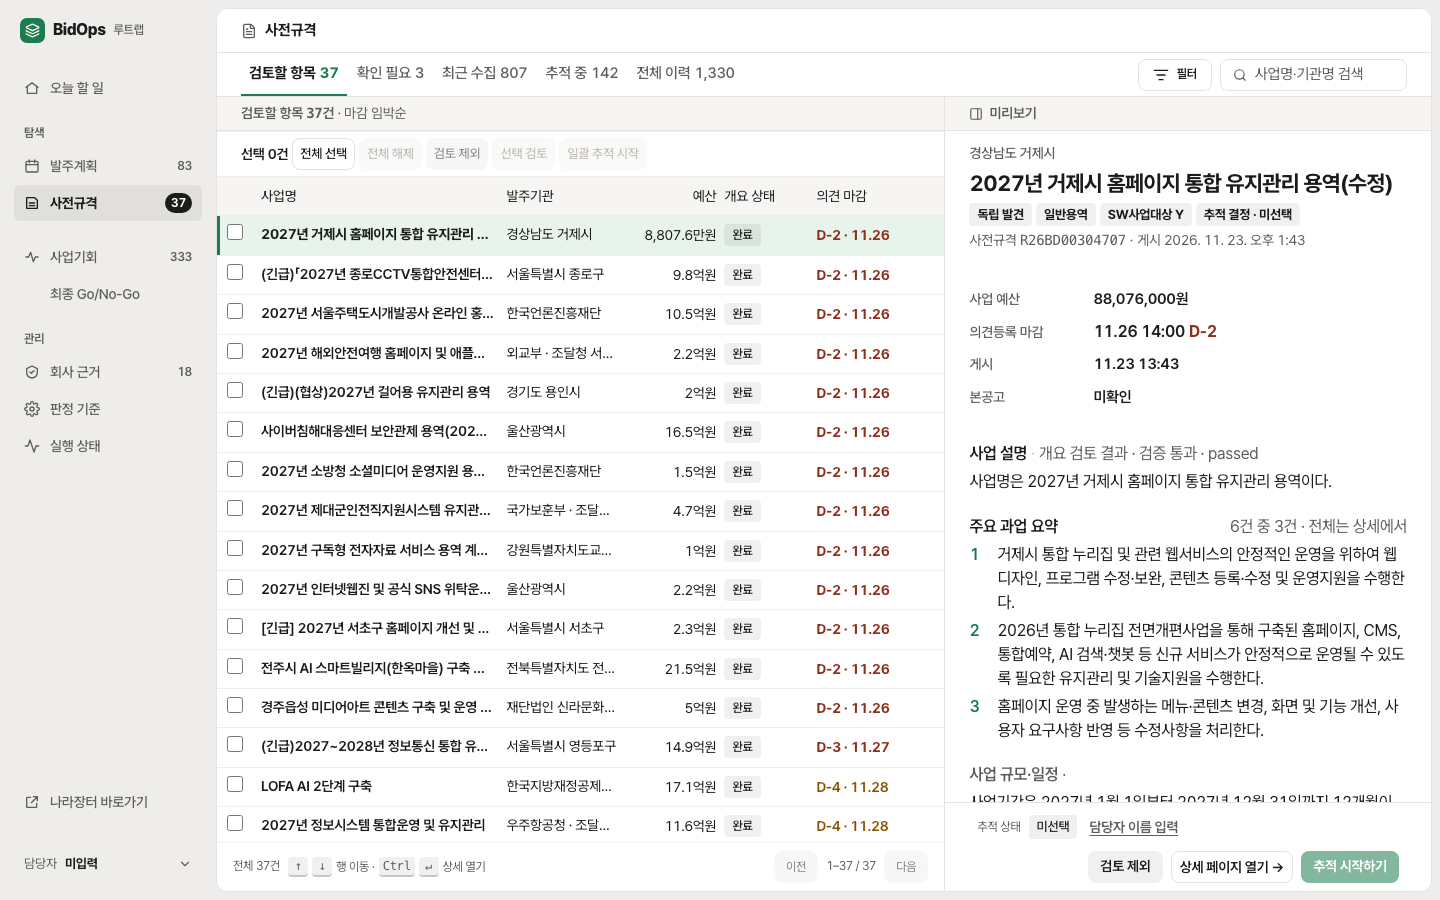 BidOps 루트랩
오늘 할 일
탐색
발주계획 83
사전규격 37
사업기회 333
최종 Go/No-Go
관리
회사 근거 18
판정 기준
실행 상태
나라장터 바로가기
담당자 미입력
사전규격
검토할 항목 37 확인 필요 3 최근 수집 807 추적 중 142 전체 이력 1,330
필터 사업명·기관명 검색
검토할 항목 37건 · 마감 임박순
선택 0건 전체 선택 전체 해제 검토 제외 선택 검토 일괄 추적 시작
사업명 발주기관 예산 개요 상태 의견 마감
2027년 거제시 홈페이지 통합 유지관리 ... 경상남도 거제시 8,807.6만원 완료 D-2 · 11.26
(긴급)「2027년 종로CCTV통합안전센터... 서울특별시 종로구 9.8억원 완료 D-2 · 11.26
2027년 서울주택도시개발공사 온라인 홍... 한국언론진흥재단 10.5억원 완료 D-2 · 11.26
2027년 해외안전여행 홈페이지 및 애플... 외교부 · 조달청 서... 2.2억원 완료 D-2 · 11.26
(긴급)(협상)2027년 걸어용 유지관리 용역 경기도 용인시 2억원 완료 D-2 · 11.26
사이버침해대응센터 보안관제 용역(202... 울산광역시 16.5억원 완료 D-2 · 11.26
2027년 소방청 소셜미디어 운영지원 용... 한국언론진흥재단 1.5억원 완료 D-2 · 11.26
2027년 제대군인전직지원시스템 유지관... 국가보훈부 · 조달... 4.7억원 완료 D-2 · 11.26
2027년 구독형 전자자료 서비스 용역 계... 강원특별자치도교... 1억원 완료 D-2 · 11.26
2027년 인터넷웹진 및 공식 SNS 위탁운... 울산광역시 2.2억원 완료 D-2 · 11.26
[긴급] 2027년 서초구 홈페이지 개선 및 ... 서울특별시 서초구 2.3억원 완료 D-2 · 11.26
전주시 AI 스마트빌리지(한옥마을) 구축 ... 전북특별자치도 전... 21.5억원 완료 D-2 · 11.26
경주읍성 미디어아트 콘텐츠 구축 및 운영 ... 재단법인 신라문화... 5억원 완료 D-2 · 11.26
(긴급)2027~2028년 정보통신 통합 유... 서울특별시 영등포구 14.9억원 완료 D-3 · 11.27
LOFA AI 2단계 구축 한국지방재정공제... 17.1억원 완료 D-4 · 11.28
2027년 정보시스템 통합운영 및 유지관리 우주항공청 · 조달... 11.6억원 완료 D-4 · 11.28
전체 37건 ↑ ↓ 행 이동 · Ctrl ↵ 상세 열기 이전 1–37 / 37 다음
미리보기
경상남도 거제시
2027년 거제시 홈페이지 통합 유지관리 용역(수정)
독립 발견 일반용역 SW사업대상 Y 추적 결정 · 미선택
사전규격 R26BD00304707 · 게시 2026. 11. 23. 오후 1:43
사업 예산 88,076,000원
의견등록 마감 11.26 14:00 D-2
게시 11.23 13:43
본공고 미확인
사업 설명 · 개요 검토 결과 · 검증 통과 · passed
사업명은 2027년 거제시 홈페이지 통합 유지관리 용역이다.
주요 과업 요약 6건 중 3건 · 전체는 상세에서
1 거제시 통합 누리집 및 관련 웹서비스의 안정적인 운영을 위하여 웹
디자인, 프로그램 수정·보완, 콘텐츠 등록·수정 및 운영지원을 수행한
다.
2 2026년 통합 누리집 전면개편사업을 통해 구축된 홈페이지, CMS,
통합예약, AI 검색·챗봇 등 신규 서비스가 안정적으로 운영될 수 있도
록 필요한 유지관리 및 기술지원을 수행한다.
3 홈페이지 운영 중 발생하는 메뉴·콘텐츠 변경, 화면 및 기능 개선, 사
용자 요구사항 반영 등 수정사항을 처리한다.
사업 규모·일정 ·
사업기간은 2027년 1월 1일부터 2027년 12월 31일까지 12개월이
추적 상태 미선택 담당자 이름 입력
검토 제외 상세 페이지 열기 → 추적 시작하기